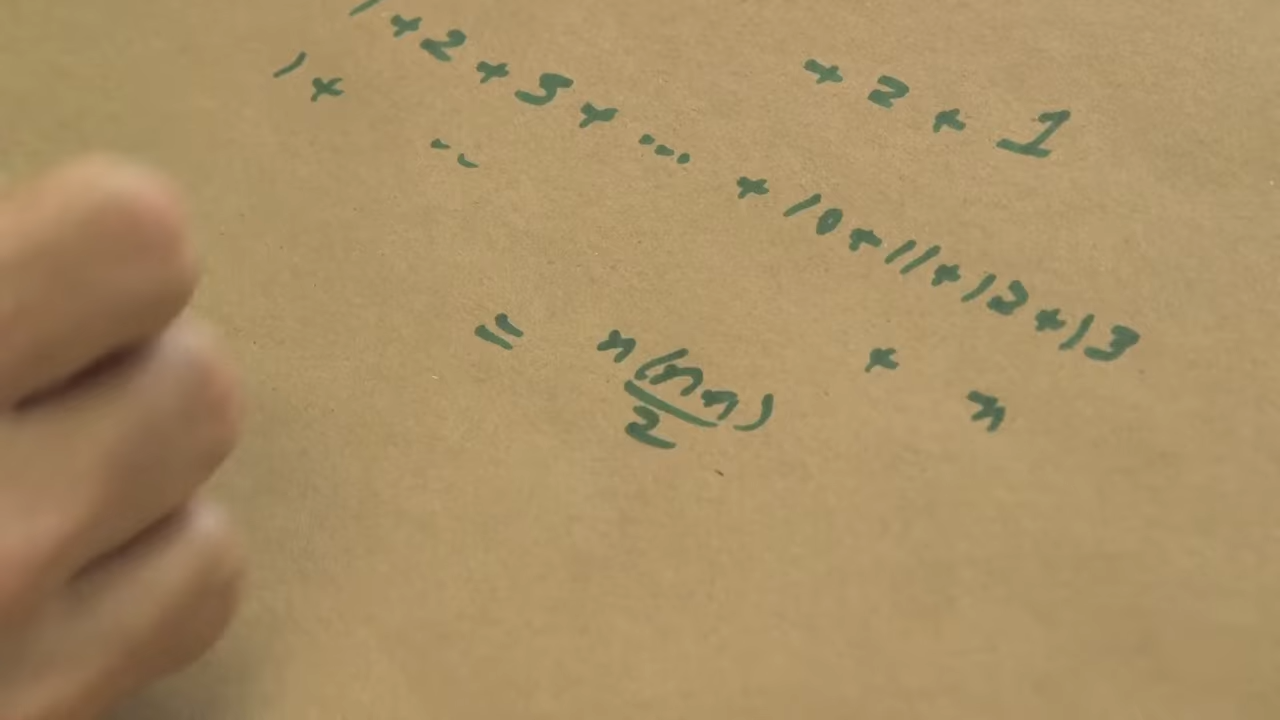 + 2 + 1
1 + 2 + 3 + ... + 10 + 11 + 12 + 13
1 + .. + n
= n(n+1)/2